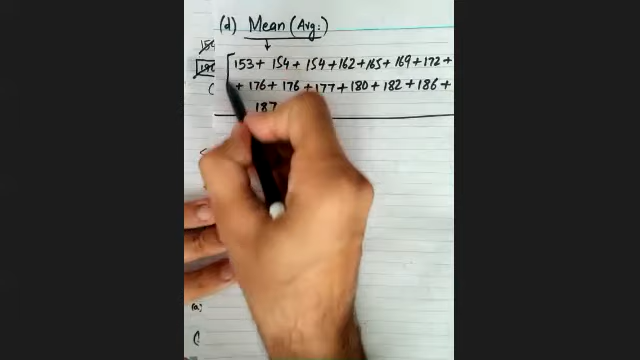 (d) Mean (Avg.)
153 + 154 + 154 + 162 + 165 + 169 + 172 +
+ 176 + 176 + 177 + 180 + 182 + 186 +
187
(a)